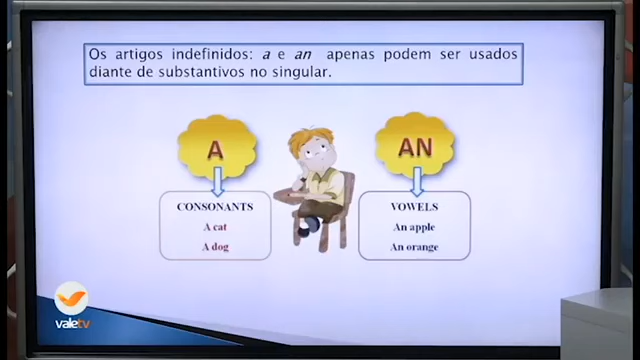 Os artigos indefinidos: a e an apenas podem ser usados
diante de substantivos no singular.
A
AN
CONSONANTS
A cat
A dog
VOWELS
An apple
An orange
valetv